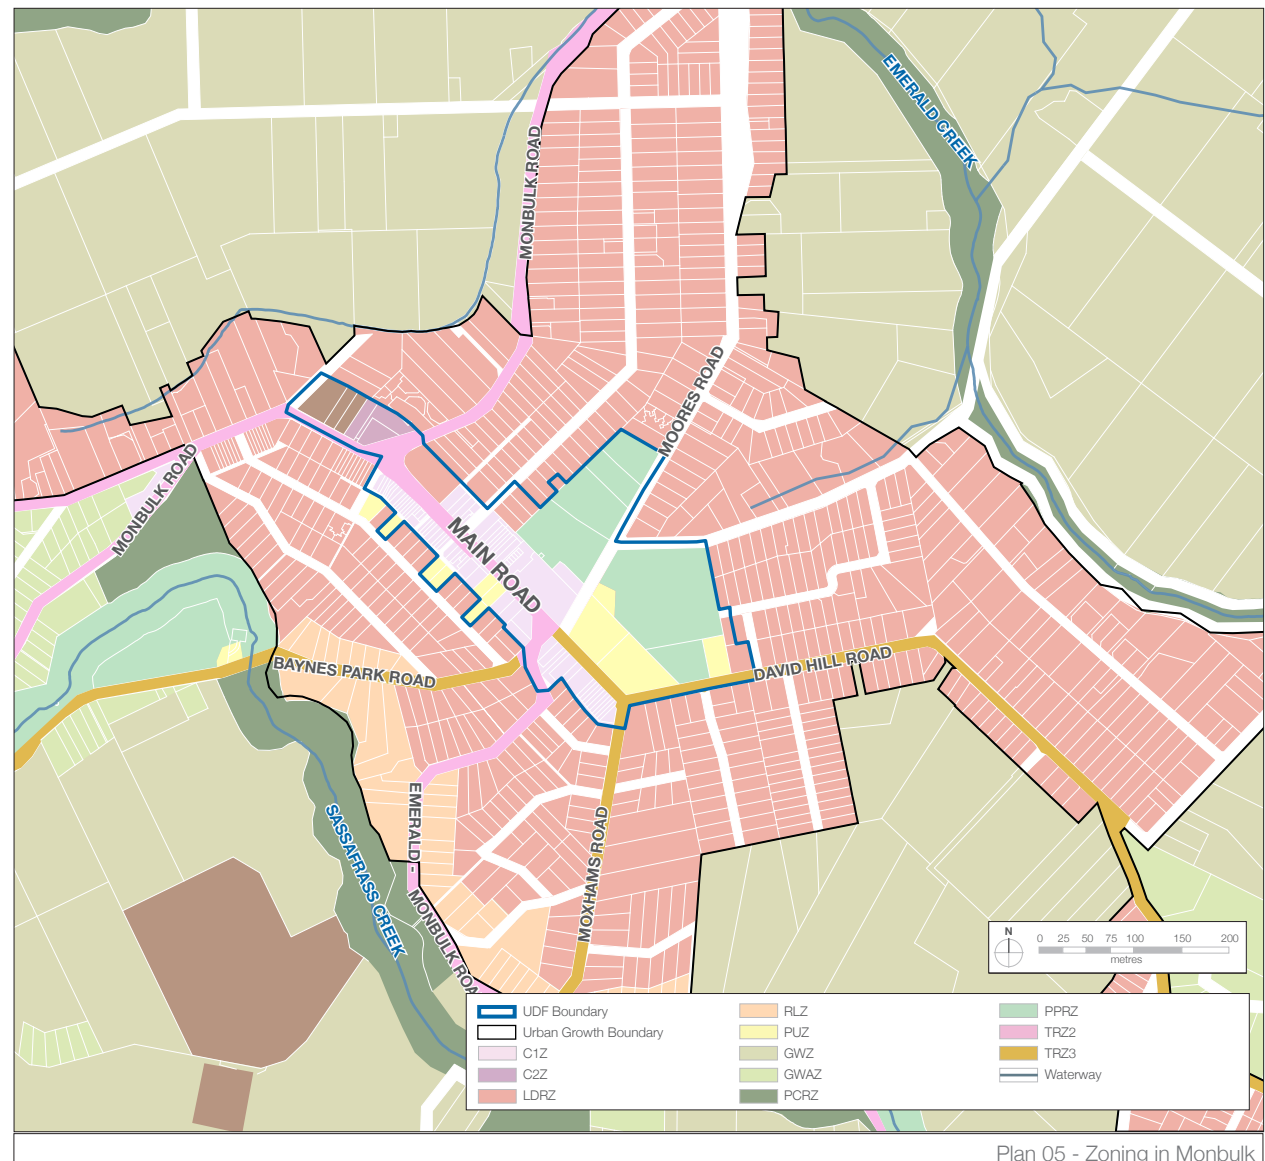 EMERALD CREEK
MONBULK ROAD
MOORES ROAD
MONBULK ROAD
MAIN ROAD
BAYNES PARK ROAD
DAVID HILL ROAD
EMERALD -
MONBULK ROA
SASSAFRASS CREEK
MOXHAMS ROAD
N
0 25 50 75 100 150 200
metres
UDF Boundary
Urban Growth Boundary
C1Z
C2Z
LDRZ
RLZ
PUZ
GWZ
GWAZ
PCRZ
PPRZ
TRZ2
TRZ3
Waterway
Plan 05 - Zoning in Monbulk